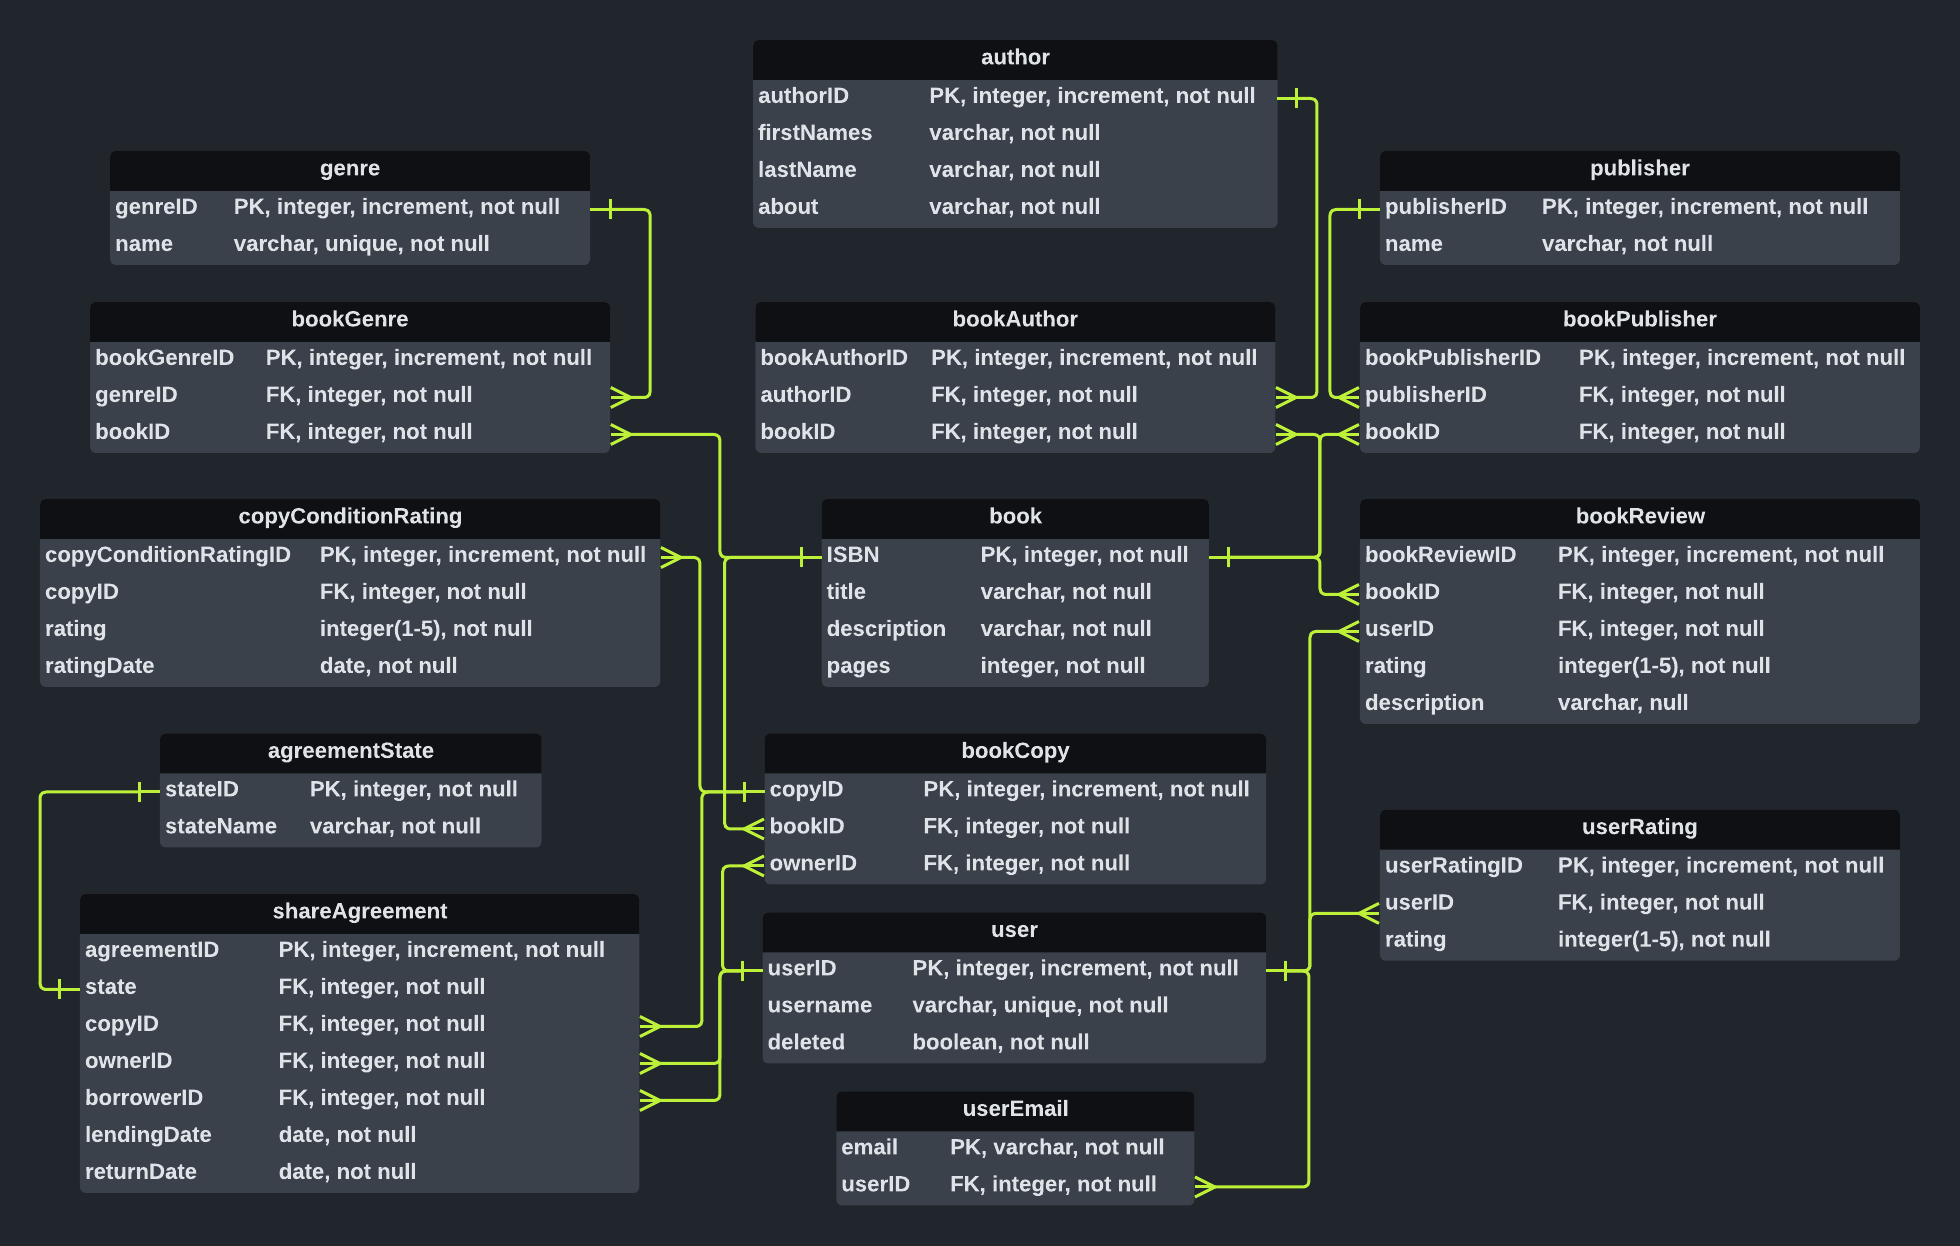 author
authorID PK, integer, increment, not null
firstNames varchar, not null
lastName varchar, not null
about varchar, not null
genre
genreID PK, integer, increment, not null
name varchar, unique, not null
publisher
publisherID PK, integer, increment, not null
name varchar, not null
bookGenre
bookGenreID PK, integer, increment, not null
genreID FK, integer, not null
bookID FK, integer, not null
bookAuthor
bookAuthorID PK, integer, increment, not null
authorID FK, integer, not null
bookID FK, integer, not null
bookPublisher
bookPublisherID PK, integer, increment, not null
publisherID FK, integer, not null
bookID FK, integer, not null
copyConditionRating
copyConditionRatingID PK, integer, increment, not null
copyID FK, integer, not null
rating integer(1-5), not null
ratingDate date, not null
book
ISBN PK, integer, not null
title varchar, not null
description varchar, not null
pages integer, not null
bookReview
bookReviewID PK, integer, increment, not null
bookID FK, integer, not null
userID FK, integer, not null
rating integer(1-5), not null
description varchar, null
agreementState
stateID PK, integer, not null
stateName varchar, not null
bookCopy
copyID PK, integer, increment, not null
bookID FK, integer, not null
ownerID FK, integer, not null
userRating
userRatingID PK, integer, increment, not null
userID FK, integer, not null
rating integer(1-5), not null
shareAgreement
agreementID PK, integer, increment, not null
state FK, integer, not null
copyID FK, integer, not null
ownerID FK, integer, not null
borrowerID FK, integer, not null
lendingDate date, not null
returnDate date, not null
user
userID PK, integer, increment, not null
username varchar, unique, not null
deleted boolean, not null
userEmail
email PK, varchar, not null
userID FK, integer, not null